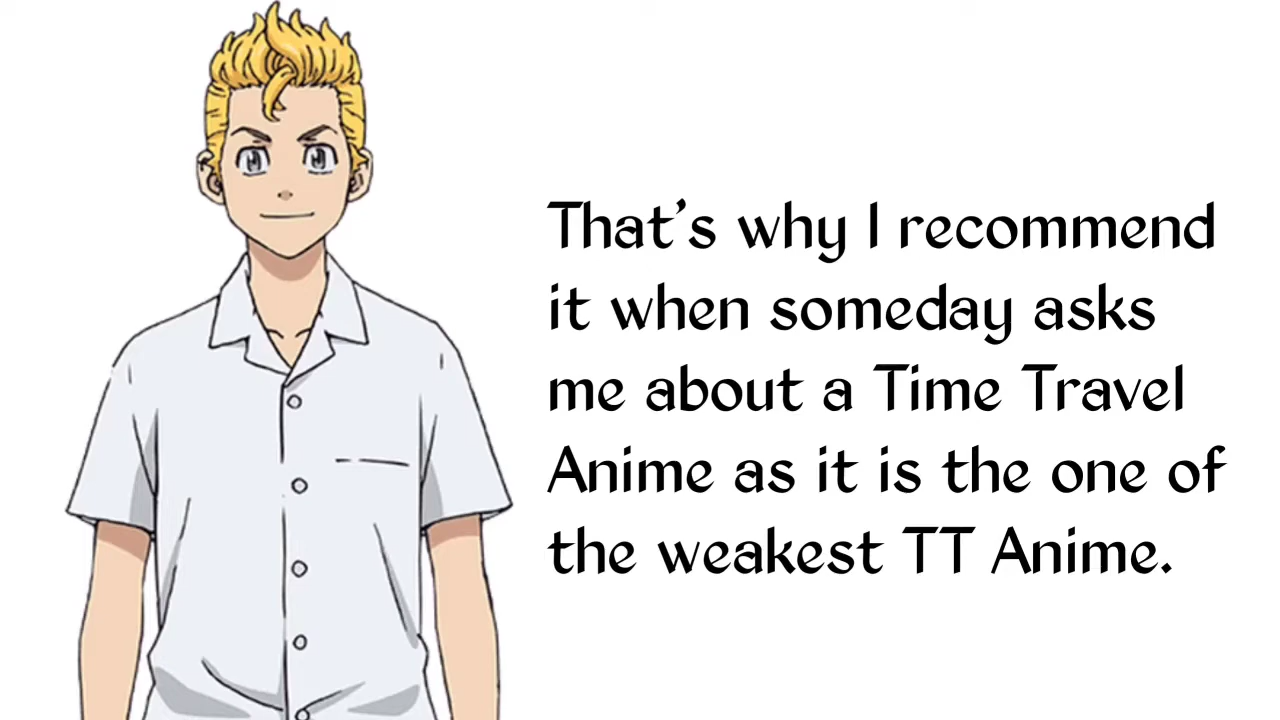 That’s why I recommend
it when someday asks
me about a Time Travel
Anime as it is the one of
the weakest TT Anime.